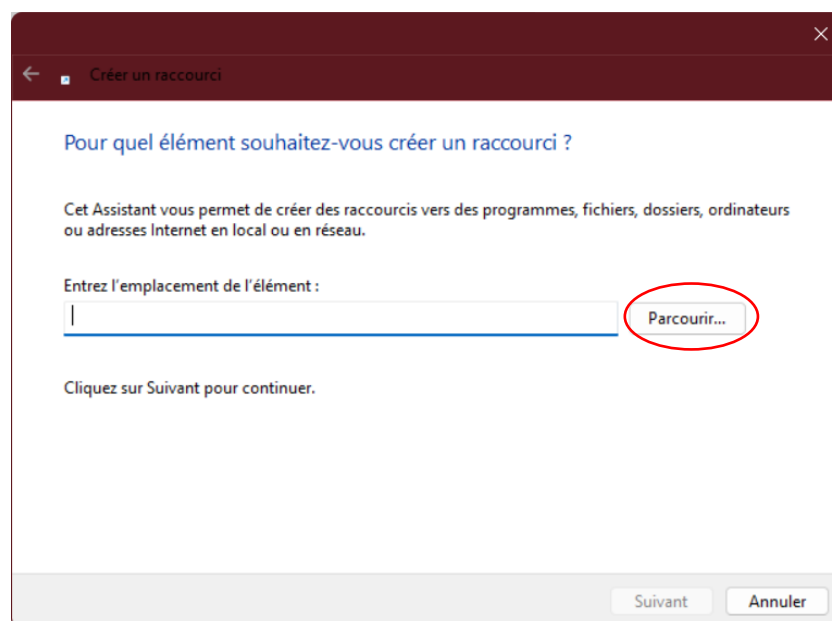 Créer un raccourci
Pour quel élément souhaitez-vous créer un raccourci ?
Cet Assistant vous permet de créer des raccourcis vers des programmes, fichiers, dossiers, ordinateurs
ou adresses Internet en local ou en réseau.
Entrez l'emplacement de l'élément :
Parcourir...
Cliquez sur Suivant pour continuer.
Suivant
Annuler